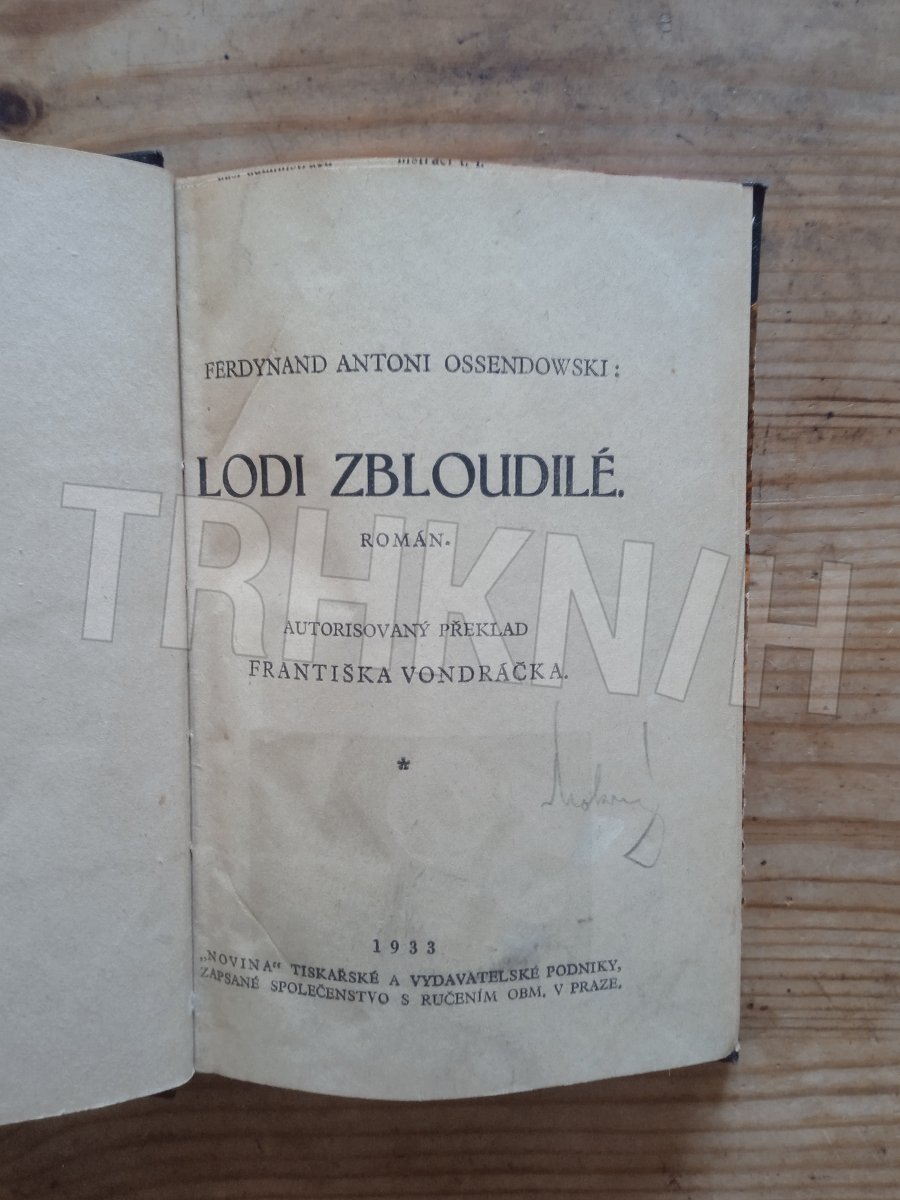 FERDYNAND ANTONI OSSENDOWSKI:
LODI ZBLOUDILÉ.
ROMÁN.
AUTORISOVANÝ PŘEKLAD
FRANTIŠKA VONDRÁČKA.
*
1933
„NOVINA“ TISKAŘSKÉ A VYDAVATELSKÉ PODNIKY,
ZAPSANÉ SPOLEČENSTVO S RUČENÍM OBM. V PRAZE.
TRHKNIH